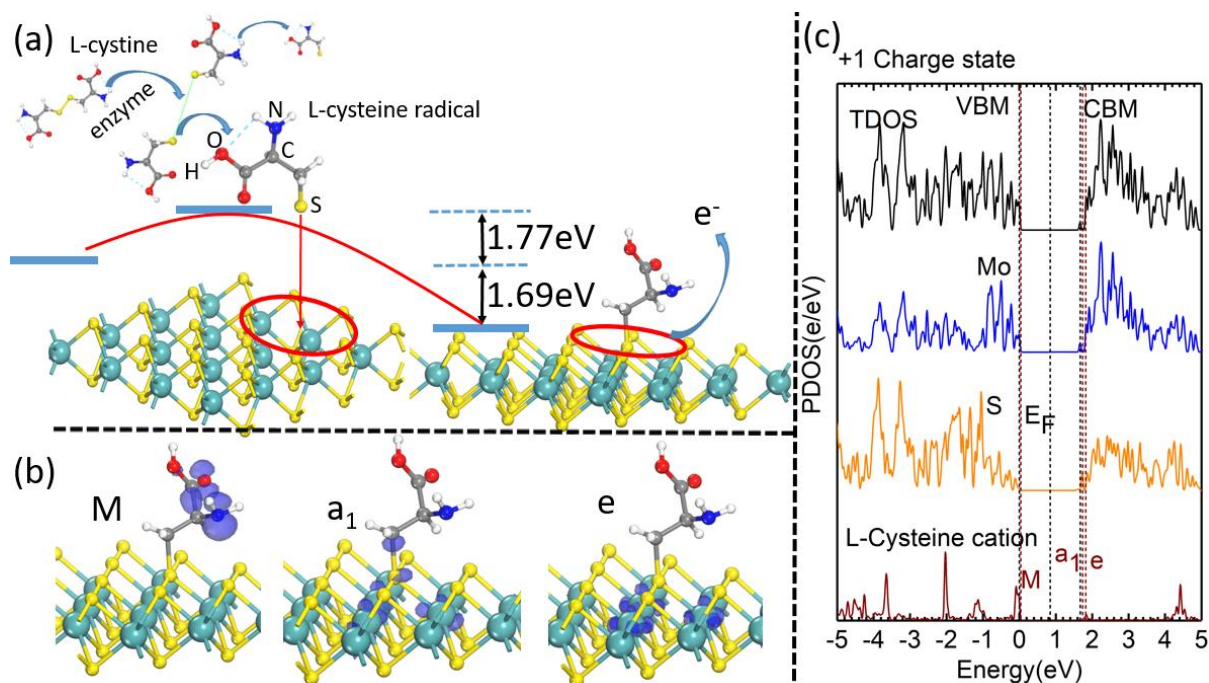 (a)
L-cystine
enzyme
L-cysteine radical
N
O
C
H
S
1.77eV
1.69eV
e-
(b)
M
a1
e
(c)
+1 Charge state
TDOS
VBM
CBM
Mo
S
EF
L-Cysteine cation
M
a1 e
PDOS(e/eV)
-5 -4 -3 -2 -1 0 1 2 3 4 5
Energy(eV)